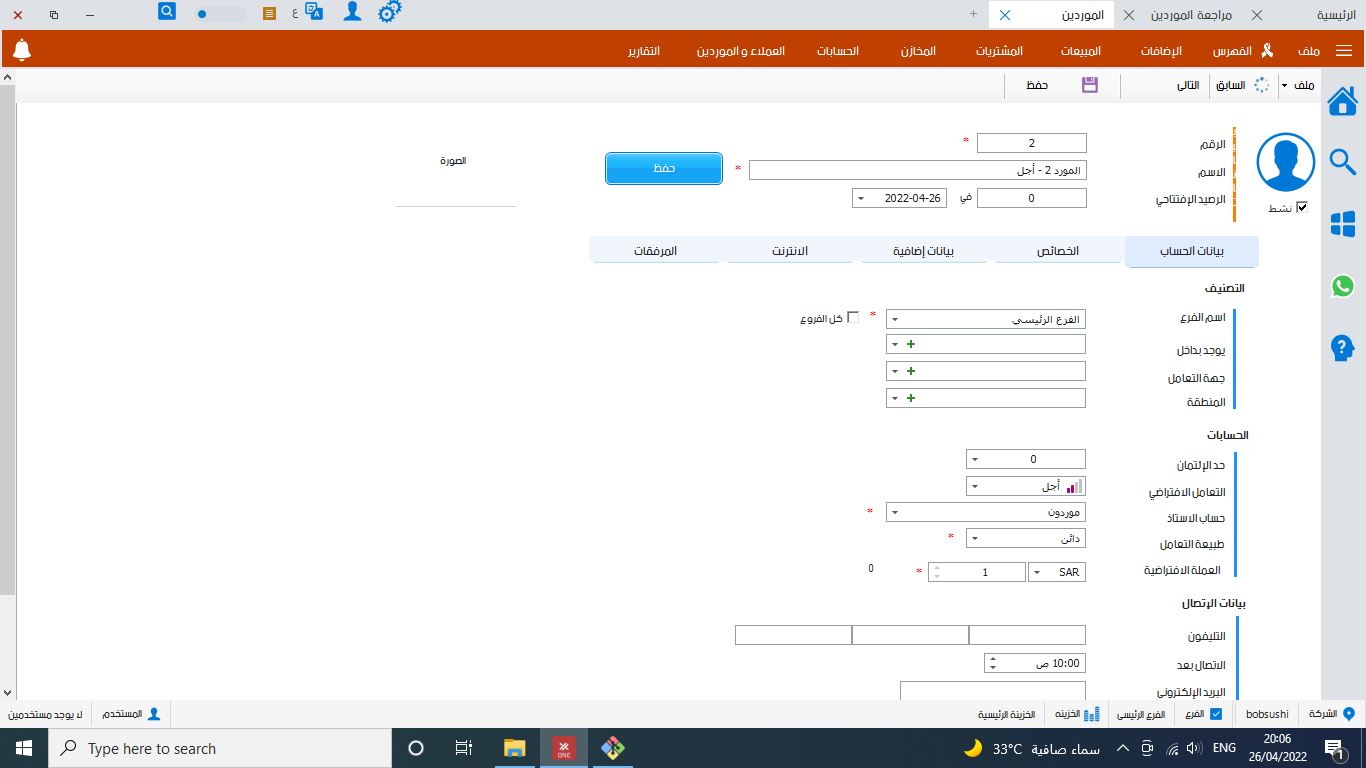 الرئيسية مراجعة الموردين الموردين + ع
ملف الفهرس الإضافات المبيعات المشتريات المخازن الحسابات العملاء و الموردين التقارير
ملف السابق التالى حفظ
الرقم 2 *
الاسم المورد 2 - أجل * حفظ
الصورة
الرصيد الإفتتاحي 0 في 26-04-2022
نشط
بيانات الحساب الخصائص بيانات إضافية الانترنت المرفقات
التصنيف
اسم الفرع الفرع الرئيسي * كل الفروع
يوجد بداخل
جهة التعامل
المنطقة
الحسابات
حد الإلتمان 0
التعامل الافتراضي أجل
حساب الاستاذ موردون *
طبيعة التعامل دائن *
العملة الافتراضية SAR 1 * 0
بيانات الإتصال
التليفون
الاتصال بعد 10:00 ص
البريد الإلكترونى
الشركة bobsushi الفرع الفرع الرئيسى الخزينه الخزينة الرئيسية المستخدم لا يوجد مستخدمين
Type here to search
ONE
33°C سماء صافية
ENG
20:06
26/04/2022
1